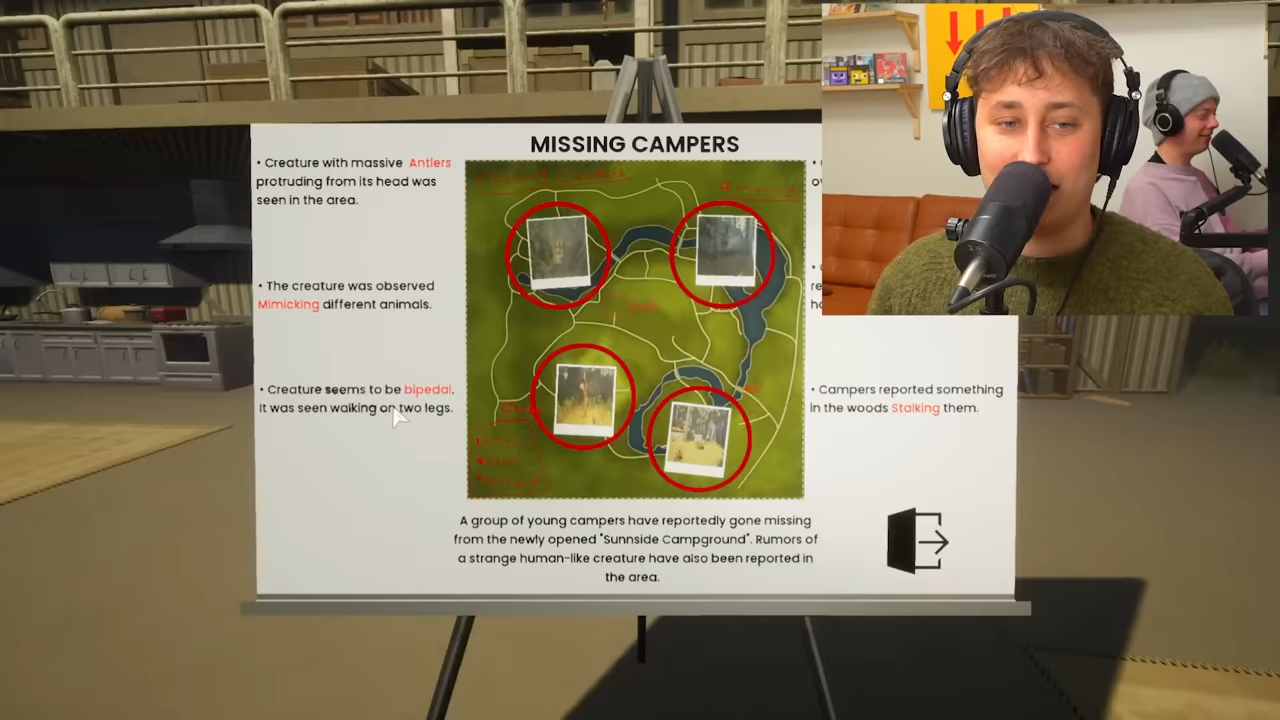 MISSING CAMPERS
• Creature with massive Antlers
protruding from its head was
seen in the area.
• The creature was observed
Mimicking different animals.
• Creature seems to be bipedal.
It was seen walking on two legs.
• Campers reported something
in the woods Stalking them.
A group of young campers have reportedly gone missing
from the newly opened "Sunnside Campground". Rumors of
a strange human-like creature have also been reported in
the area.